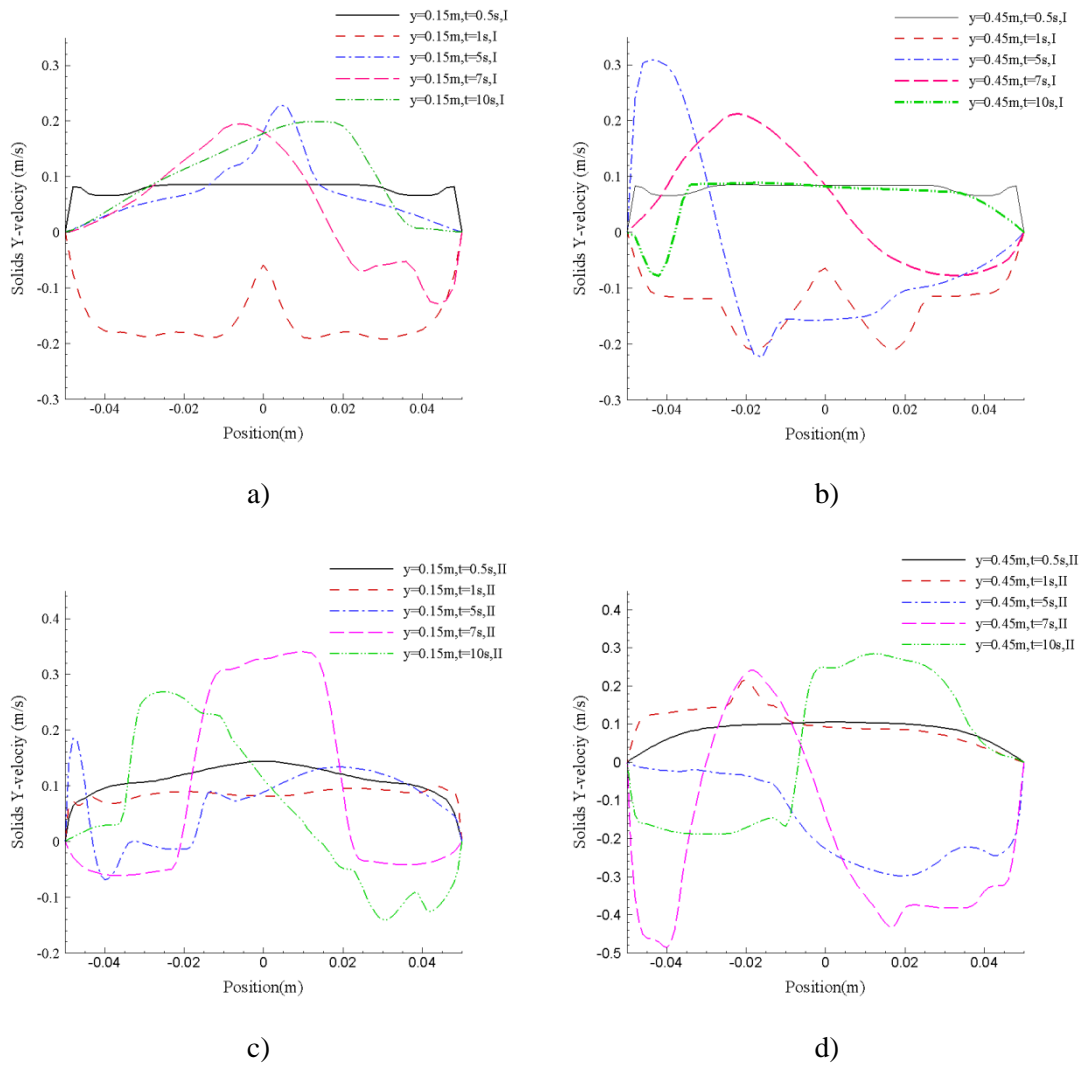 y=0.15m,t=0.5s,I
y=0.15m,t=1s,I
y=0.15m,t=5s,I
y=0.15m,t=7s,I
y=0.15m,t=10s,I
0.3
0.2
0.1
0
-0.1
-0.2
-0.3
Solids Y-velociy (m/s)
-0.04
-0.02
0
0.02
0.04
Position(m)
a)
y=0.45m,t=0.5s,I
y=0.45m,t=1s,I
y=0.45m,t=5s,I
y=0.45m,t=7s,I
y=0.45m,t=10s,I
0.3
0.2
0.1
0
-0.1
-0.2
-0.3
Solids Y-velociy (m/s)
-0.04
-0.02
0
0.02
0.04
Position(m)
b)
y=0.15m,t=0.5s,II
y=0.15m,t=1s,II
y=0.15m,t=5s,II
y=0.15m,t=7s,II
y=0.15m,t=10s,II
0.4
0.3
0.2
0.1
0
-0.1
-0.2
Solids Y-velociy (m/s)
-0.04
-0.02
0
0.02
0.04
Position(m)
c)
y=0.45m,t=0.5s,II
y=0.45m,t=1s,II
y=0.45m,t=5s,II
y=0.45m,t=7s,II
y=0.45m,t=10s,II
0.4
0.3
0.2
0.1
0
-0.1
-0.2
-0.3
-0.4
-0.5
Solids Y-velociy (m/s)
-0.04
-0.02
0
0.02
0.04
Position(m)
d)